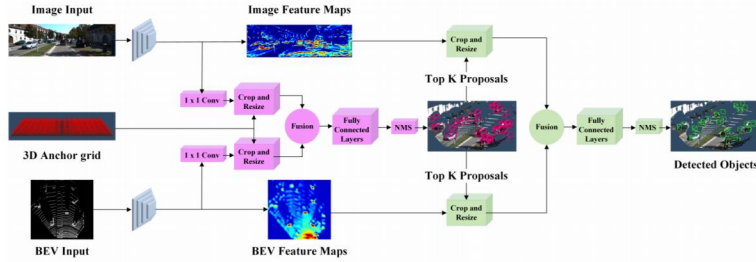 Image Input
Image Feature Maps
Crop and
Resize
Top K Proposals
1 x 1 Conv
Crop and
Resize
3D Anchor grid
Fusion
Fully
Connected
Layers
NMS
Fusion
Fully
Connected
Layers
NMS
Detected Objects
1 x 1 Conv
Crop and
Resize
Top K Proposals
Crop and
Resize
BEV Input
BEV Feature Maps